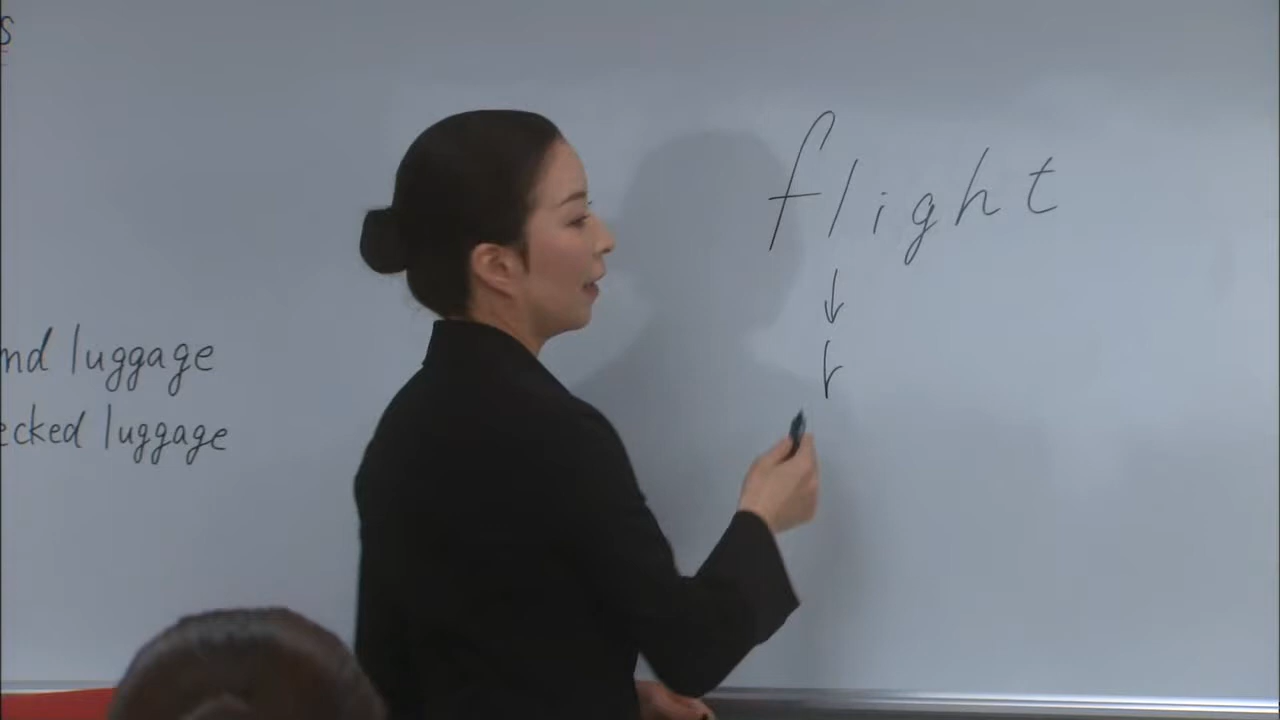 s
nd luggage
ecked luggage
flight
↓
r